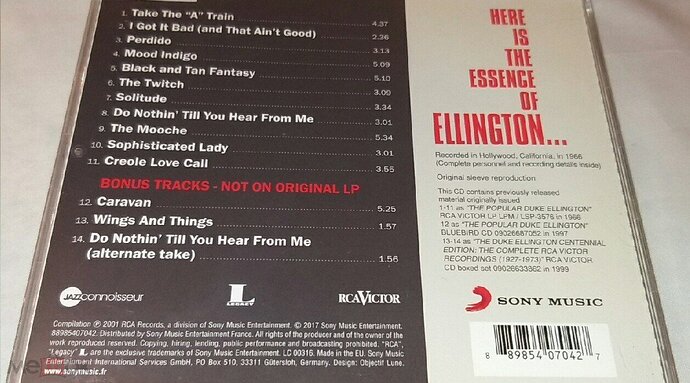 1. Take The "A" Train 4.37
2. I Got It Bad (and That Ain't Good) 2.26
3. Perdido 3.13
4. Mood Indigo 5.09
5. Black and Tan Fantasy 5.10
6. The Twitch 3.09
7. Solitude 3.34
8. Do Nothin' Till You Hear From Me 3.01
9. The Mooche 5.34
10. Sophisticated Lady 3.01
11. Creole Love Call 3.55
BONUS TRACKS - NOT ON ORIGINAL LP
12. Caravan 5.25
13. Wings And Things 1.57
14. Do Nothin' Till You Hear From Me
(alternate take) 1.56
JAZZ connoisseur
L
LEGACY
RCA VICTOR
Compilation ℗ 2001 RCA Records, a division of Sony Music Entertainment. © 2017 Sony Music Entertainment.
88985407042. Distributed by Sony Music Entertainment France. All rights of the producer and of the owner of the
work reproduced reserved. Copying, hiring, lending, public performance and broadcasting prohibited. "RCA",
"Legacy" L are the exclusive trademarks of Sony Music. LC 00316. Made in the EU. Sony Music
Entertainment International Services GmbH, PO Box 510, 33311 Gütersloh, Germany. Design: Objectif Lune.
www.sonymusic.fr
HERE
IS
THE
ESSENCE
OF
ELLINGTON...
Recorded in Hollywood, California, in 1966
(Complete personnel and recording details inside)
Original sleeve reproduction
This CD contains previously released
material originally issued
1-11 as "THE POPULAR DUKE ELLINGTON"
RCA VICTOR LP LPM / LSP-3576 in 1966
12 as "THE POPULAR DUKE ELLINGTON"
BLUEBIRD CD 09026687052 in 1997
13-14 as "THE DUKE ELLINGTON CENTENNIAL
EDITION: THE COMPLETE RCA VICTOR
RECORDINGS (1927-1973)" RCA VICTOR
CD boxed set 09026633862 in 1999
SONY MUSIC
8 89854 07042 7